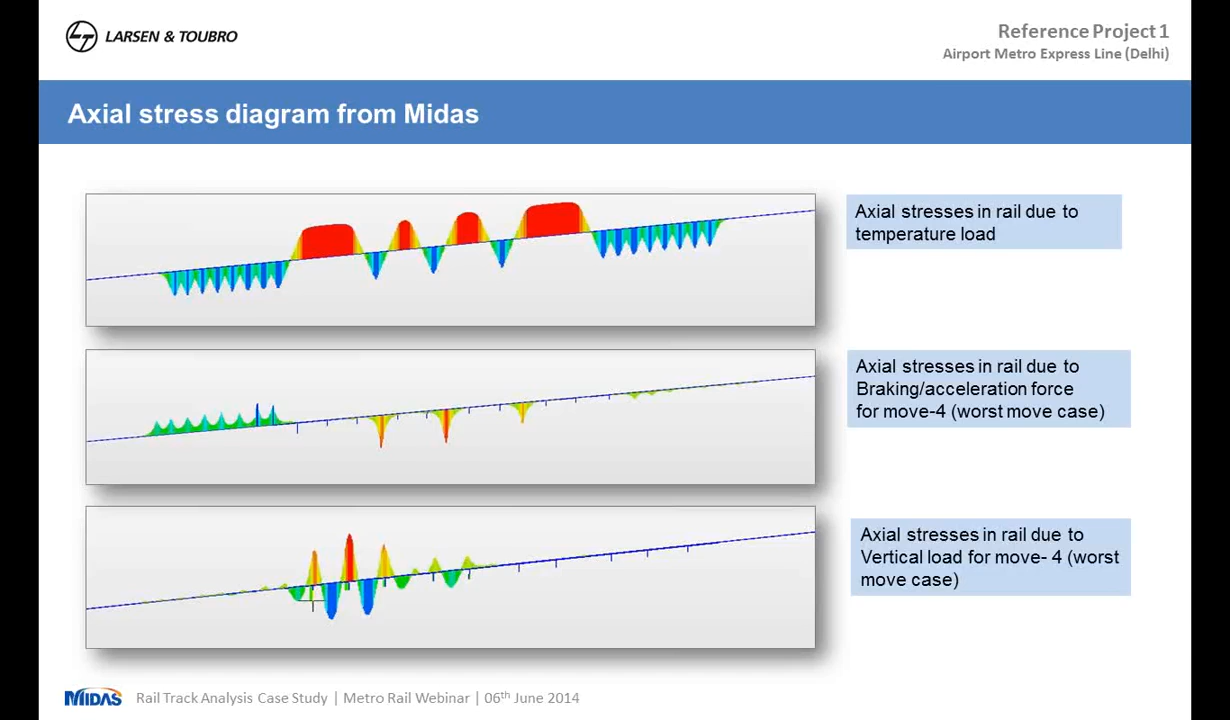 LARSEN & TOUBRO
Reference Project 1
Airport Metro Express Line (Delhi)
Axial stress diagram from Midas
Axial stresses in rail due to
temperature load
Axial stresses in rail due to
Braking/acceleration force
for move-4 (worst move case)
Axial stresses in rail due to
Vertical load for move- 4 (worst
move case)
MIDAS Rail Track Analysis Case Study | Metro Rail Webinar | 06th June 2014